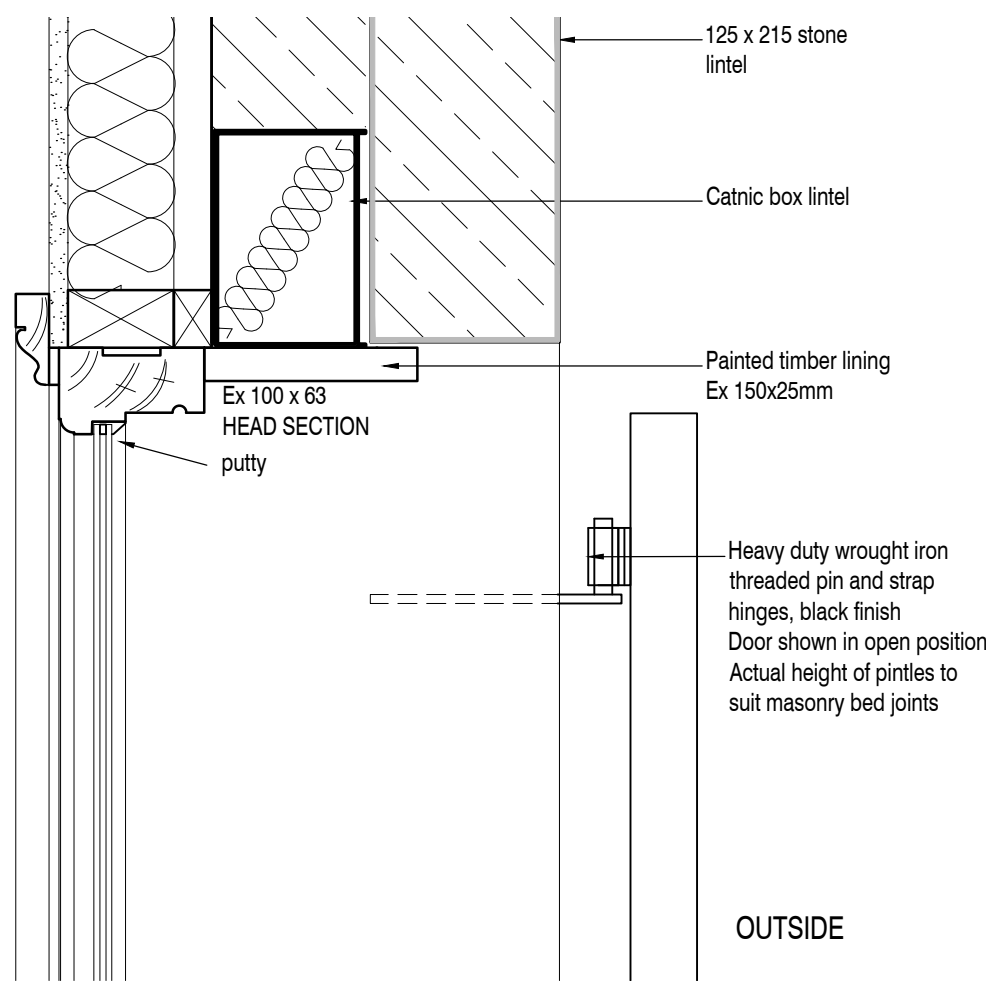 125 x 215 stone
lintel
Catnic box lintel
Painted timber lining
Ex 150x25mm
Ex 100 x 63
HEAD SECTION
putty
Heavy duty wrought iron
threaded pin and strap
hinges, black finish
Door shown in open position
Actual height of pintles to
suit masonry bed joints
OUTSIDE